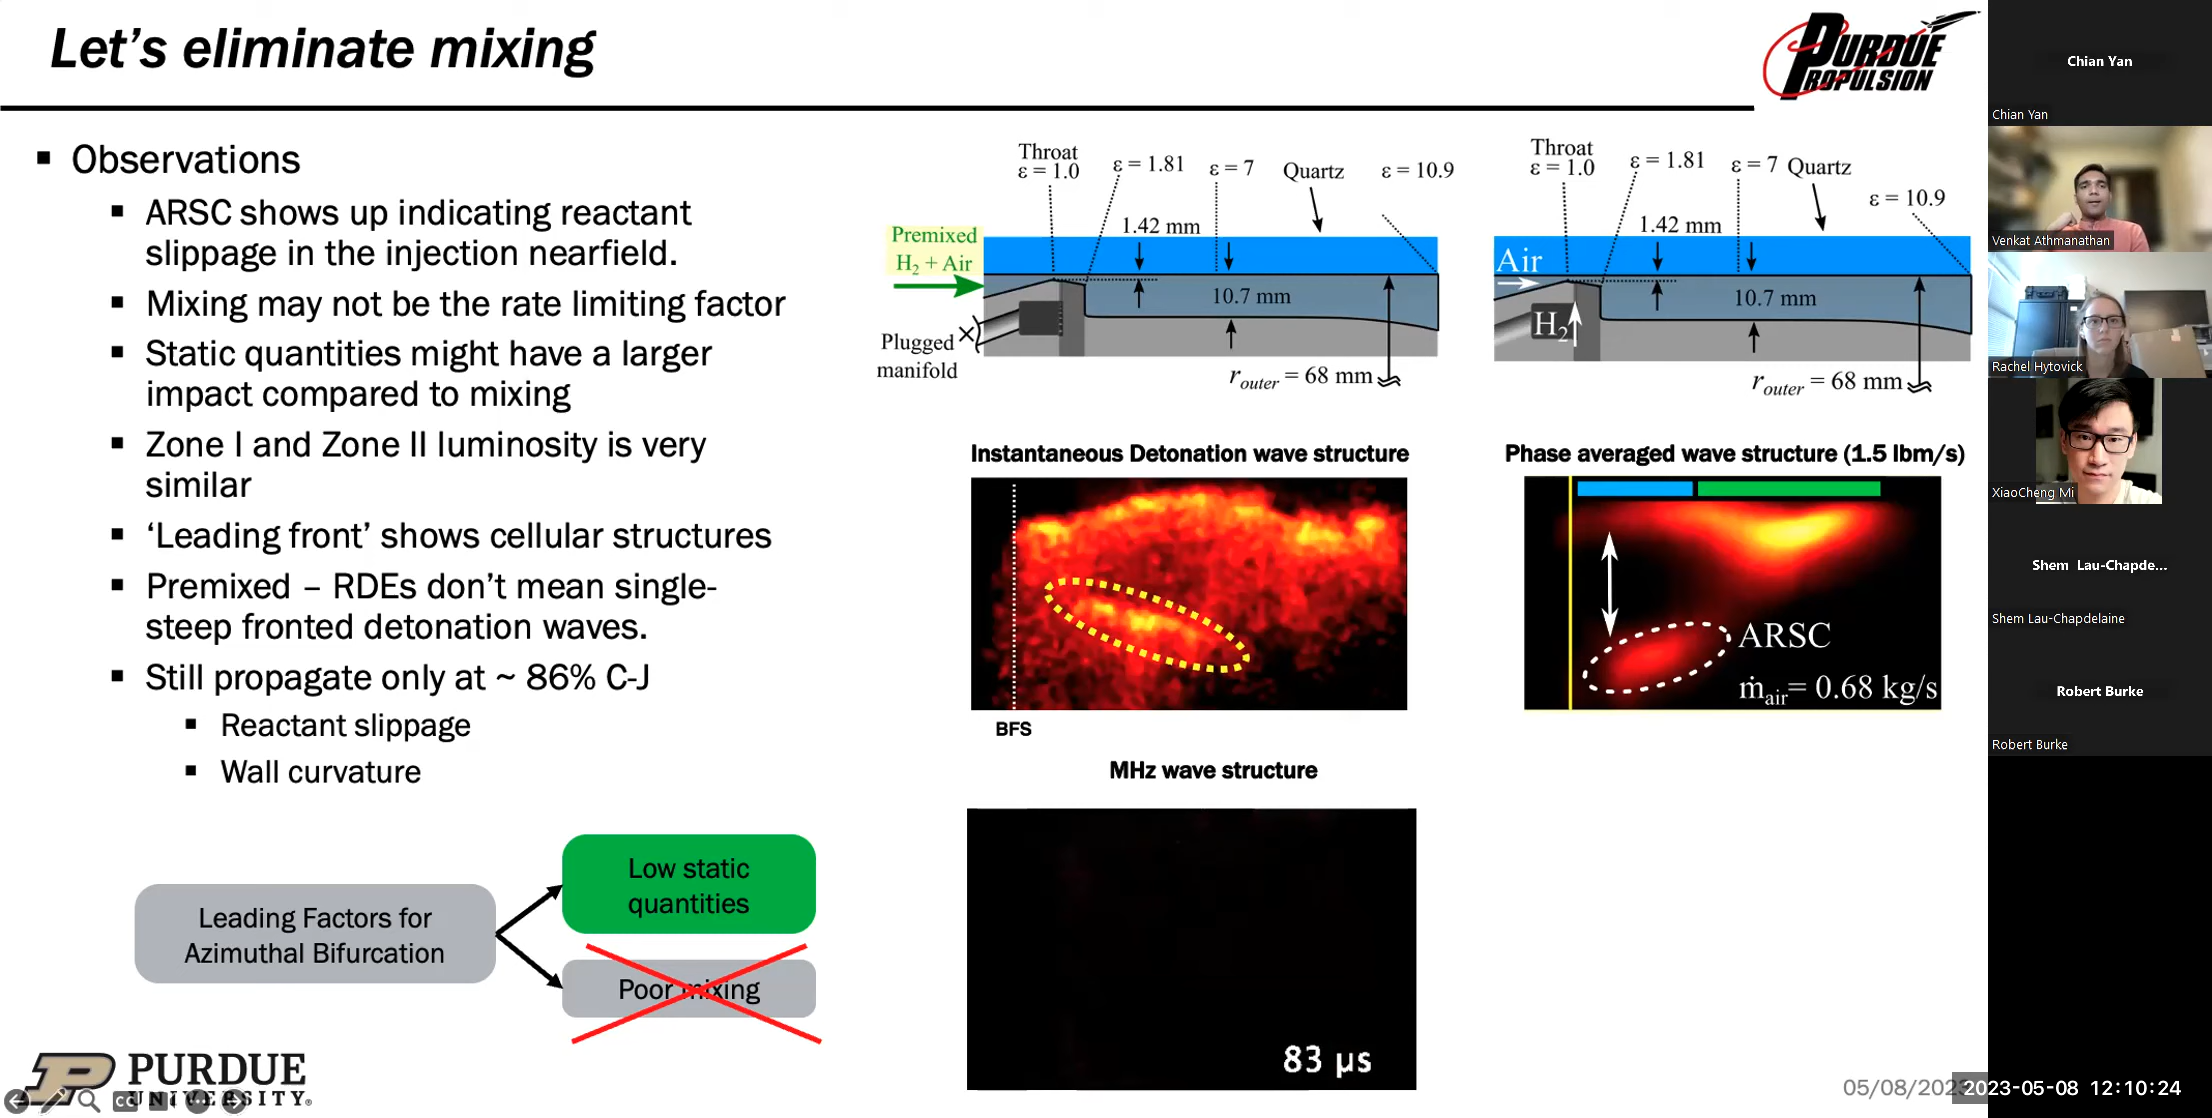 Let's eliminate mixing
PURDUE
PROPULSION
▪ Observations
▪ ARSC shows up indicating reactant
slippage in the injection nearfield.
▪ Mixing may not be the rate limiting factor
▪ Static quantities might have a larger
impact compared to mixing
▪ Zone I and Zone II luminosity is very
similar
▪ 'Leading front' shows cellular structures
▪ Premixed – RDEs don't mean single-
steep fronted detonation waves.
▪ Still propagate only at ~ 86% C-J
▪ Reactant slippage
▪ Wall curvature
Leading Factors for
Azimuthal Bifurcation
Low static
quantities
Poor mixing
PURDUE
UNIVERSITY®
Throat
ε = 1.0
ε = 1.81
ε = 7
Quartz
ε = 10.9
1.42 mm
Premixed
H₂ + Air
10.7 mm
Plugged
manifold
r_outer = 68 mm
Throat
ε = 1.0
ε = 1.81
ε = 7
Quartz
ε = 10.9
1.42 mm
Air
10.7 mm
H₂
r_outer = 68 mm
Instantaneous Detonation wave structure
BFS
Phase averaged wave structure (1.5 lbm/s)
ARSC
ṁ_air = 0.68 kg/s
MHz wave structure
83 µs
05/08/2023
2023-05-08 12:10:24
Chian Yan
Chian Yan
Venkat Athmanathan
Rachel Hytovick
XiaoCheng Mi
Shem Lau-Chapde...
Shem Lau-Chapdelaine
Robert Burke
Robert Burke
CC